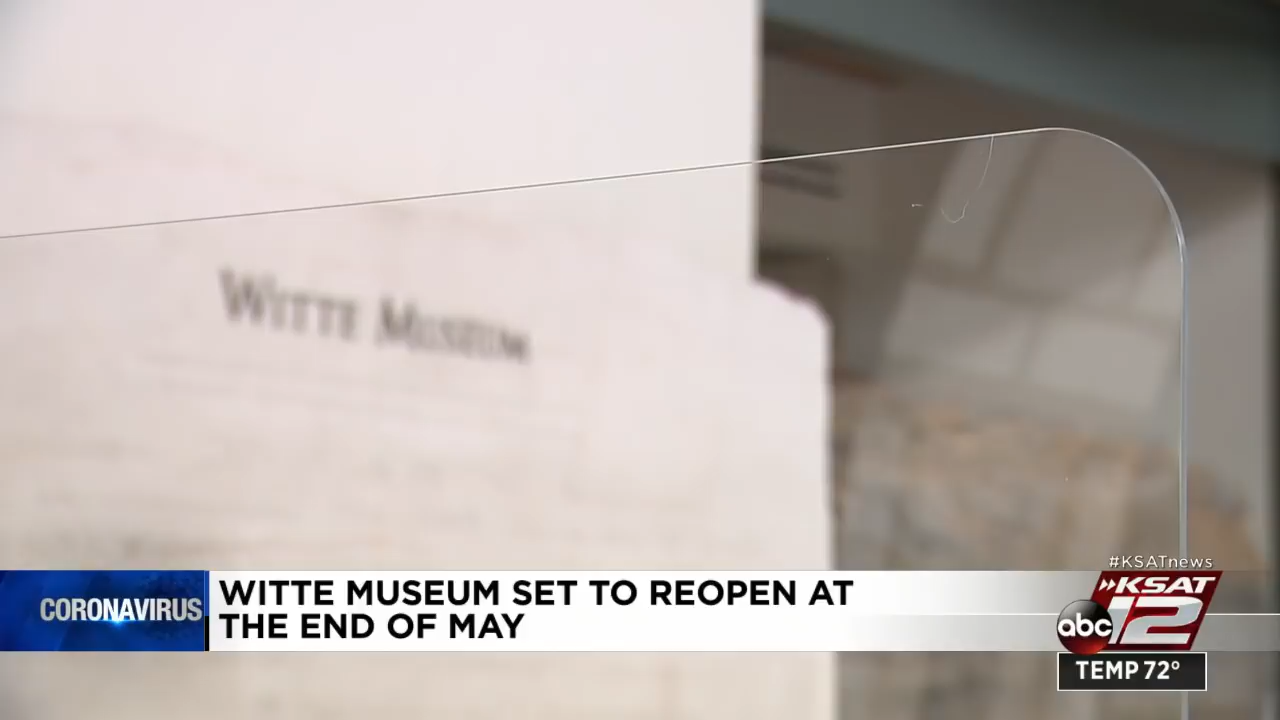 WITTE MUSEUM
#KSATnews
CORONAVIRUS
WITTE MUSEUM SET TO REOPEN AT
THE END OF MAY
KSAT
abc 12
TEMP 72°